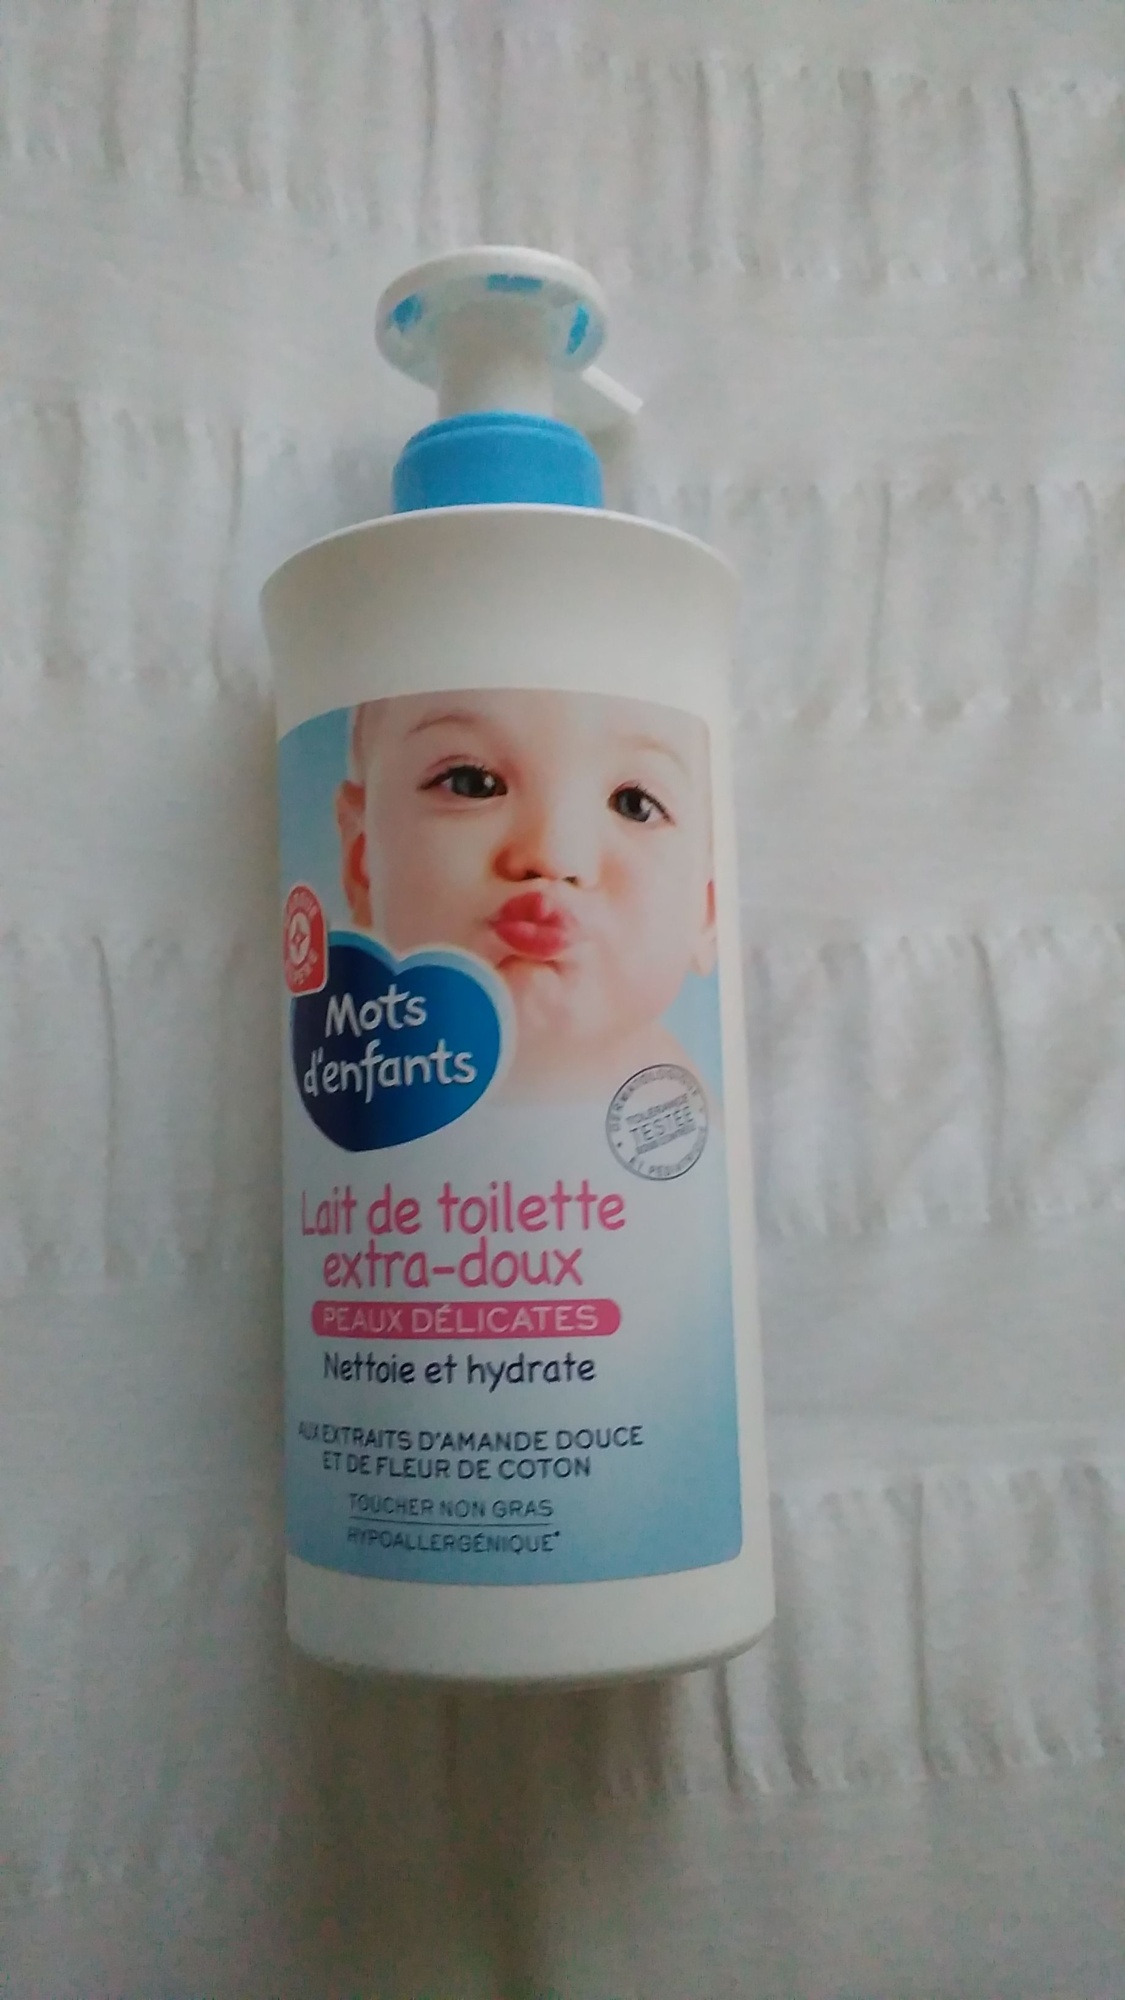 Mots
d'enfants
TOLÉRANCE
TESTÉE
Lait de toilette
extra-doux
PEAUX DÉLICATES
Nettoie et hydrate
AUX EXTRAITS D'AMANDE DOUCE
ET DE FLEUR DE COTON
TOUCHER NON GRAS
HYPOALLERGÉNIQUE*